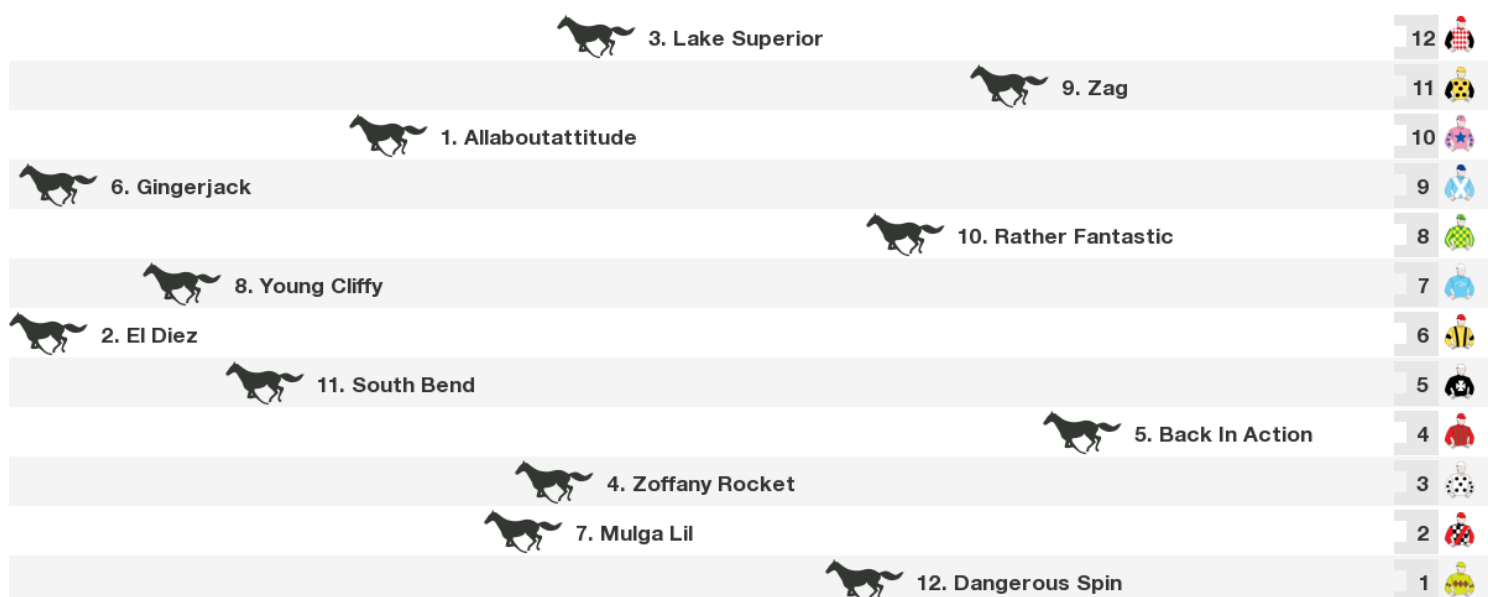 3. Lake Superior 12
9. Zag 11
1. Allaboutattitude 10
6. Gingerjack 9
10. Rather Fantastic 8
8. Young Cliffy 7
2. El Diez 6
11. South Bend 5
5. Back In Action 4
4. Zoffany Rocket 3
7. Mulga Lil 2
12. Dangerous Spin 1